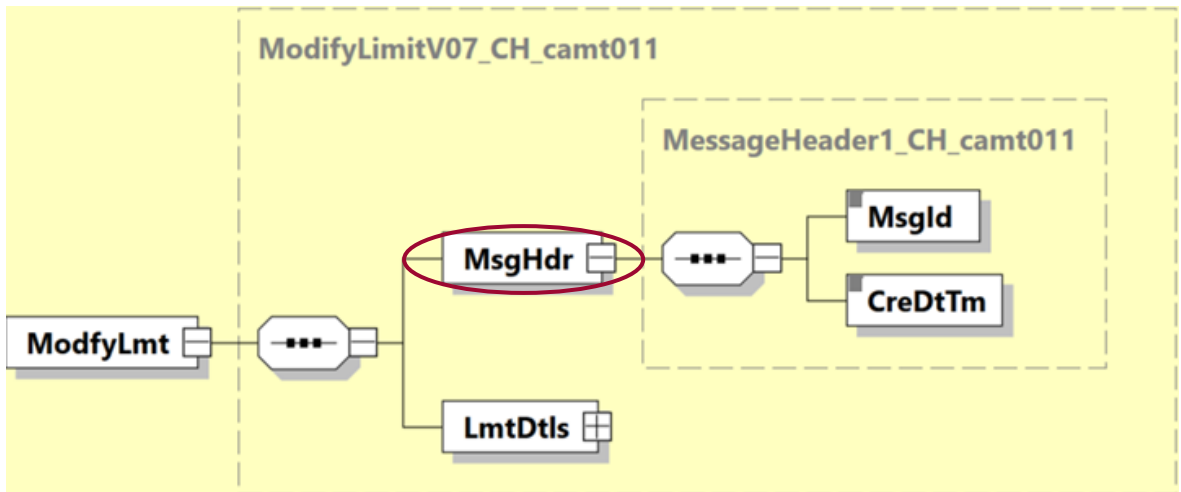 ModifyLimitV07_CH_camt011
MessageHeader1_CH_camt011
MsgId
MsgHdr
CreDtTm
ModfyLmt
LmtDtls